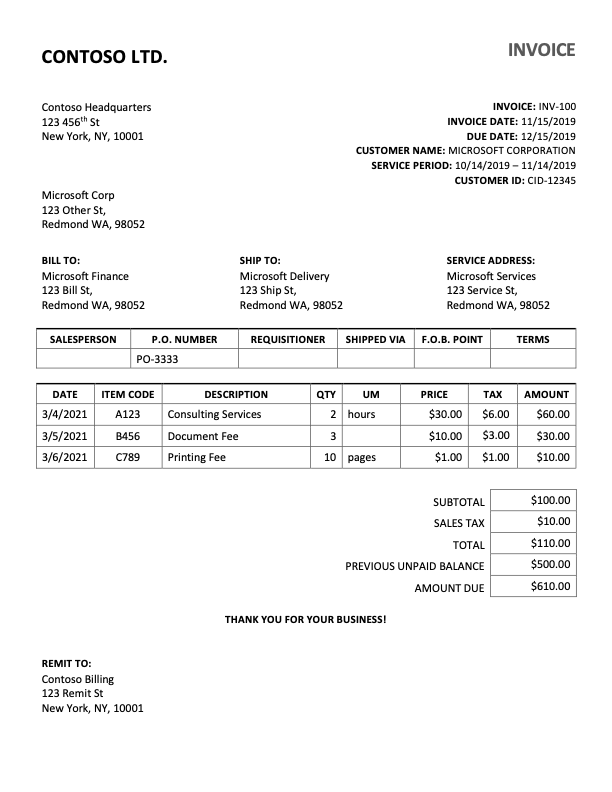 CONTOSO LTD.
INVOICE
Contoso Headquarters
123 456th St
New York, NY, 10001
INVOICE: INV-100
INVOICE DATE: 11/15/2019
DUE DATE: 12/15/2019
CUSTOMER NAME: MICROSOFT CORPORATION
SERVICE PERIOD: 10/14/2019 – 11/14/2019
CUSTOMER ID: CID-12345
Microsoft Corp
123 Other St,
Redmond WA, 98052
BILL TO:
Microsoft Finance
123 Bill St,
Redmond WA, 98052
SHIP TO:
Microsoft Delivery
123 Ship St,
Redmond WA, 98052
SERVICE ADDRESS:
Microsoft Services
123 Service St,
Redmond WA, 98052
SALESPERSON P.O. NUMBER REQUISITIONER SHIPPED VIA F.O.B. POINT TERMS
PO-3333
DATE ITEM CODE DESCRIPTION QTY UM PRICE TAX AMOUNT
3/4/2021 A123 Consulting Services 2 hours $30.00 $6.00 $60.00
3/5/2021 B456 Document Fee 3 $10.00 $3.00 $30.00
3/6/2021 C789 Printing Fee 10 pages $1.00 $1.00 $10.00
SUBTOTAL $100.00
SALES TAX $10.00
TOTAL $110.00
PREVIOUS UNPAID BALANCE $500.00
AMOUNT DUE $610.00
THANK YOU FOR YOUR BUSINESS!
REMIT TO:
Contoso Billing
123 Remit St
New York, NY, 10001